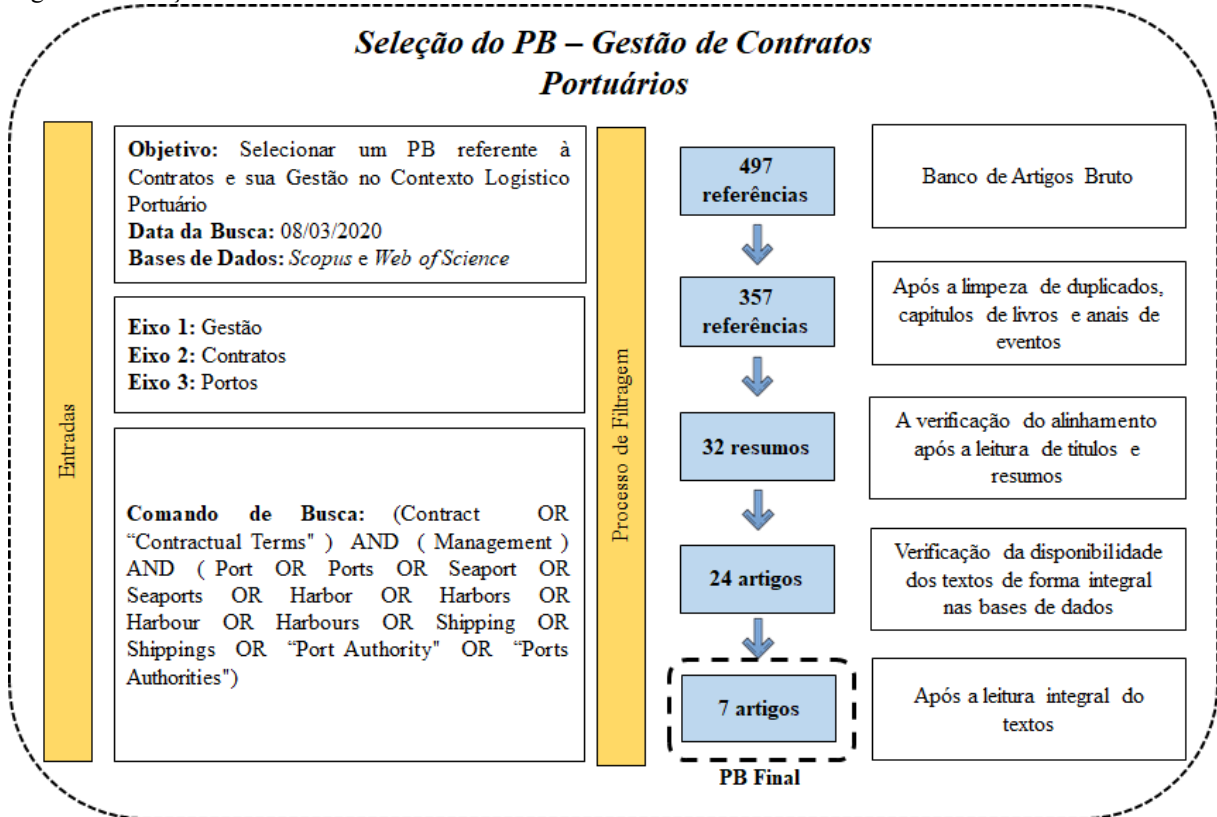 Seleção do PB – Gestão de Contratos
Portuários
Entradas
Objetivo: Selecionar um PB referente à
Contratos e sua Gestão no Contexto Logístico
Portuário
Data da Busca: 08/03/2020
Bases de Dados: Scopus e Web of Science
Eixo 1: Gestão
Eixo 2: Contratos
Eixo 3: Portos
Comando de Busca: (Contract OR
“Contractual Terms" ) AND ( Management )
AND ( Port OR Ports OR Seaport OR
Seaports OR Harbor OR Harbors OR
Harbour OR Harbours OR Shipping OR
Shippings OR “Port Authority" OR “Ports
Authorities")
Processo de Filtragem
497
referências
Banco de Artigos Bruto
357
referências
Após a limpeza de duplicados,
capítulos de livros e anais de
eventos
32 resumos
A verificação do alinhamento
após a leitura de títulos e
resumos
24 artigos
Verificação da disponibilidade
dos textos de forma integral
nas bases de dados
7 artigos
Após a leitura integral do
textos
PB Final